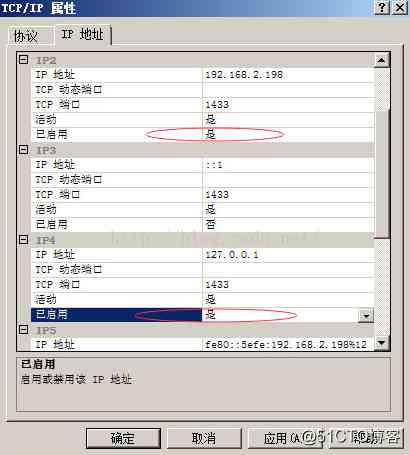 TCP/IP 属性
协议 IP 地址
IP2
IP 地址 192.168.2.198
TCP 动态端口
TCP 端口 1433
活动 是
已启用 是
IP3
IP 地址 ::1
TCP 动态端口
TCP 端口 1433
活动 是
已启用 否
IP4
IP 地址 127.0.0.1
TCP 动态端口
TCP 端口 1433
活动 是
已启用 是
IP5
IP 地址 fe80::5efe:192.168.2.198%12
已启用
启用或禁用该 IP 地址
确定 取消 应用(A) 帮助
@51CTO博客